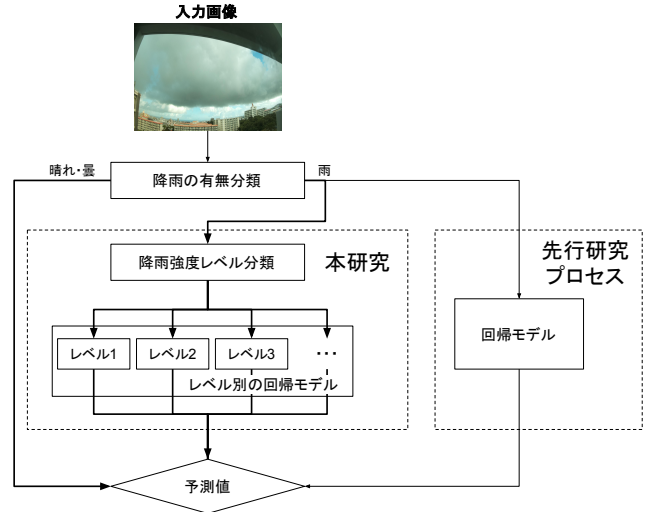 入力画像
晴れ・曇
降雨の有無分類
雨
降雨強度レベル分類
本研究
先行研究
プロセス
レベル1
レベル2
レベル3
…
レベル別の回帰モデル
回帰モデル
予測値